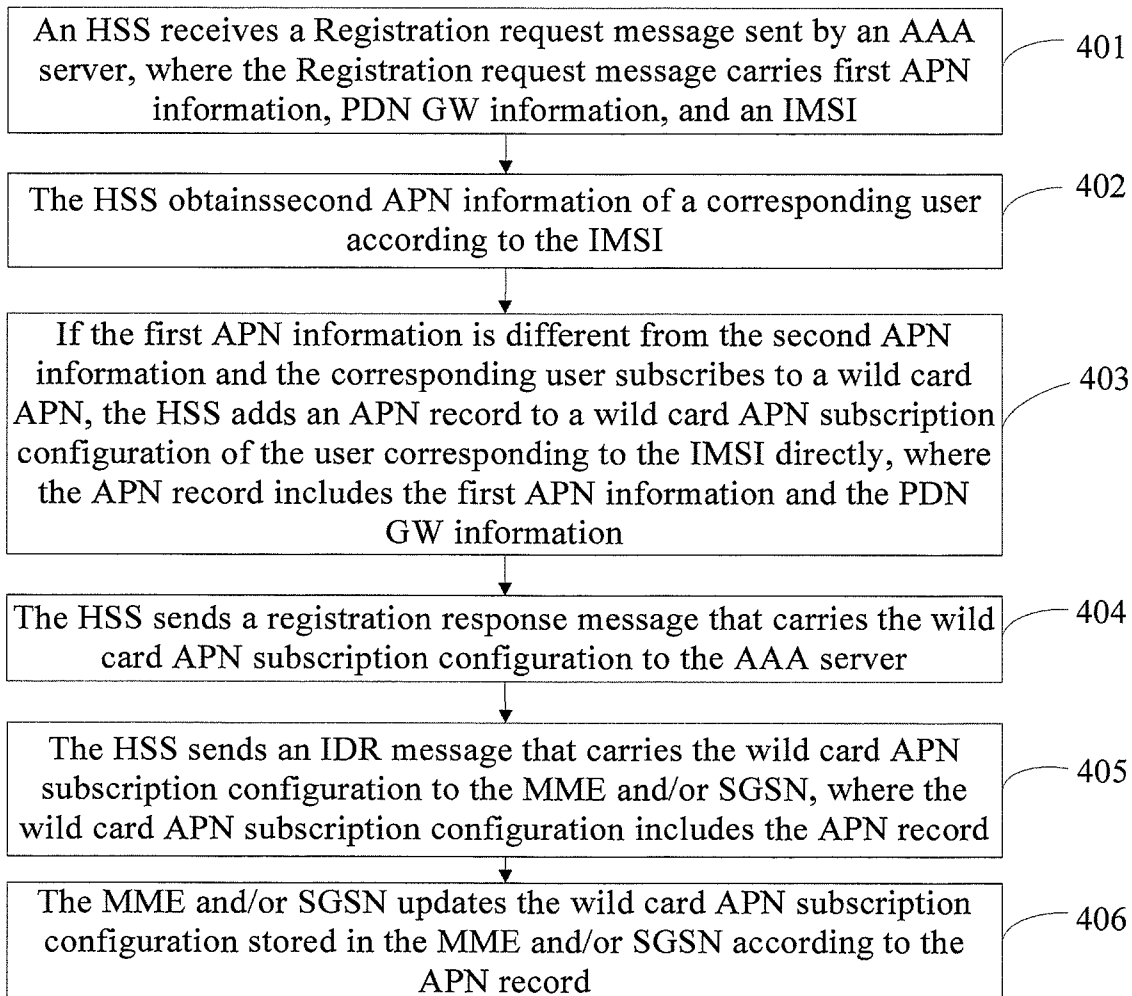 An HSS receives a Registration request message sent by an AAA
server, where the Registration request message carries first APN
information, PDN GW information, and an IMSI
401
The HSS obtainssecond APN information of a corresponding user
according to the IMSI
402
If the first APN information is different from the second APN
information and the corresponding user subscribes to a wild card
APN, the HSS adds an APN record to a wild card APN subscription
configuration of the user corresponding to the IMSI directly, where
the APN record includes the first APN information and the PDN
GW information
403
The HSS sends a registration response message that carries the wild
card APN subscription configuration to the AAA server
404
The HSS sends an IDR message that carries the wild card APN
subscription configuration to the MME and/or SGSN, where the
wild card APN subscription configuration includes the APN record
405
The MME and/or SGSN updates the wild card APN subscription
configuration stored in the MME and/or SGSN according to the
APN record
406